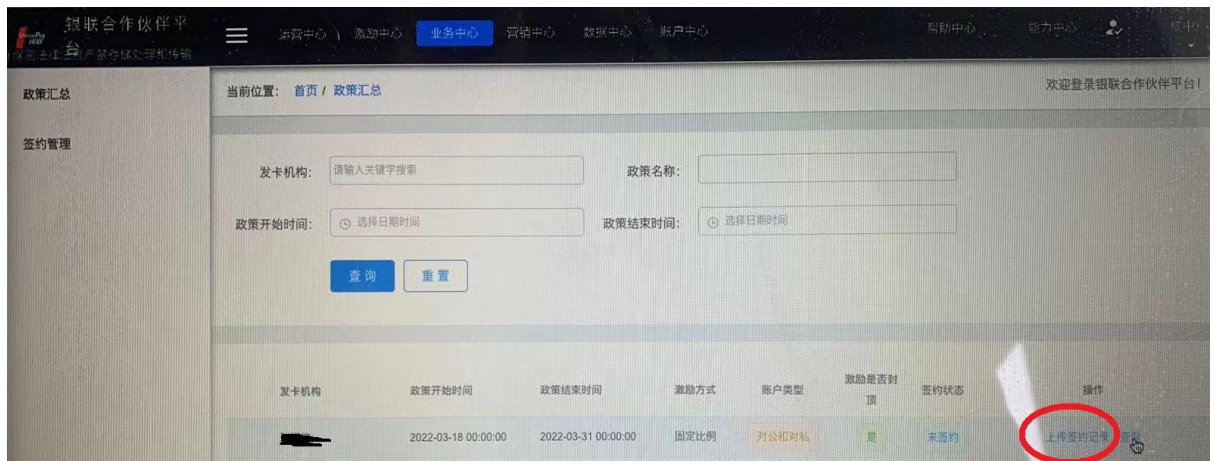 银联合作伙伴平台
运营中心 激励中心 业务中心 营销中心 数据中心 账户中心 帮助中心 能力中心
政策汇总
签约管理
当前位置: 首页 / 政策汇总
欢迎登录银联合作伙伴平台!
发卡机构: 请输入关键字搜索 政策名称:
政策开始时间: 选择日期时间 政策结束时间: 选择日期时间
查询 重置
发卡机构 政策开始时间 政策结束时间 激励方式 账户类型 激励是否封顶 签约状态 操作
2022-03-18 00:00:00 2022-03-31 00:00:00 固定比例 对公和对私 是 未签约 上传签约记录